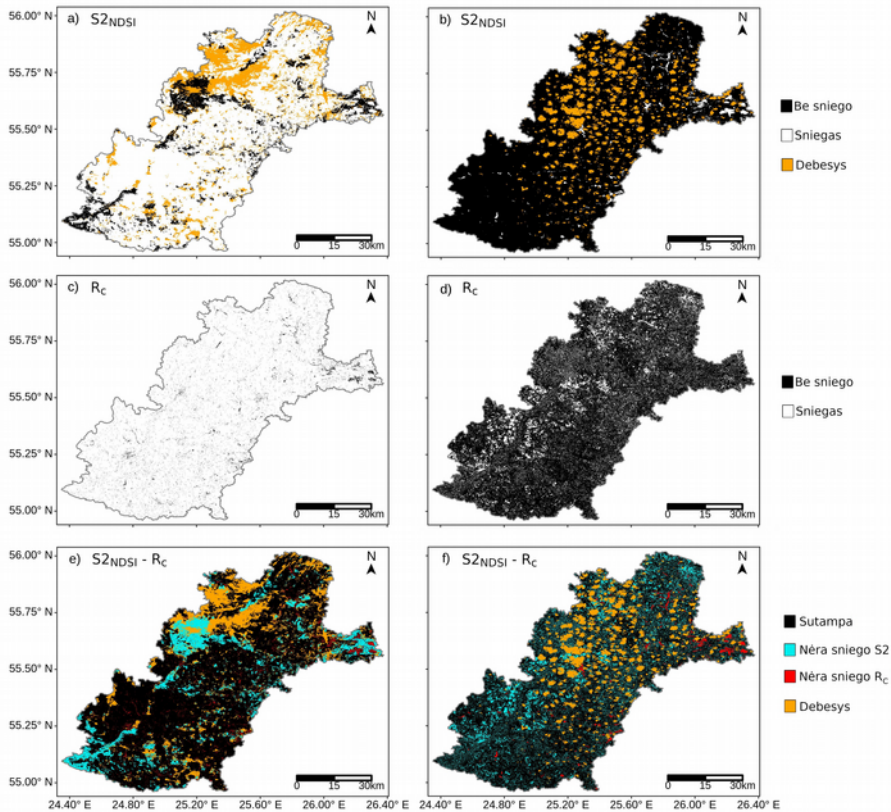 a) S2NDSI
N
56.00° N
55.75° N
55.50° N
55.25° N
55.00° N
0 15 30km
b) S2NDSI
N
0 15 30km
Be sniego
Sniegas
Debesys
c) Rc
N
56.00° N
55.75° N
55.50° N
55.25° N
55.00° N
0 15 30km
d) Rc
N
0 15 30km
Be sniego
Sniegas
e) S2NDSI - Rc
N
56.00° N
55.75° N
55.50° N
55.25° N
55.00° N
0 15 30km
24.40° E 24.80° E 25.20° E 25.60° E 26.00° E 26.40° E
f) S2NDSI - Rc
N
0 15 30km
24.40° E 24.80° E 25.20° E 25.60° E 26.00° E 26.40° E
Sutampa
Nėra sniego S2
Nėra sniego Rc
Debesys